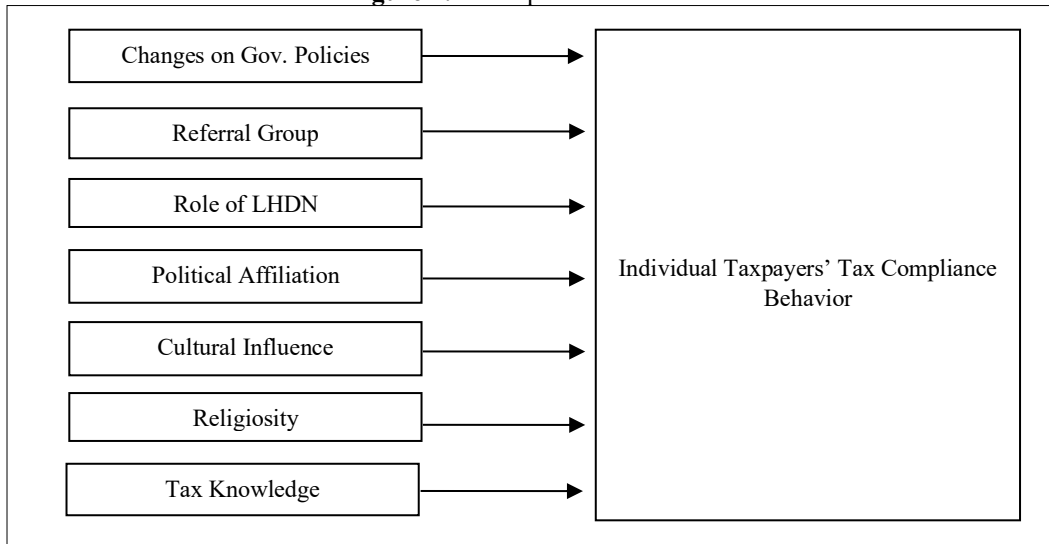 Changes on Gov. Policies
Referral Group
Role of LHDN
Political Affiliation
Cultural Influence
Religiosity
Tax Knowledge
Individual Taxpayers’ Tax Compliance
Behavior